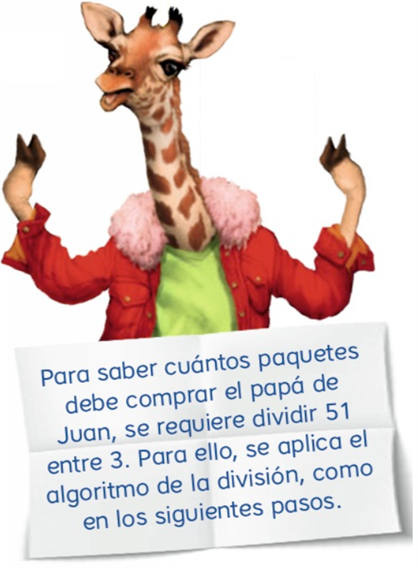 Para saber cuántos paquetes
debe comprar el papá de
Juan, se requiere dividir 51
entre 3. Para ello, se aplica el
algoritmo de la división, como
en los siguientes pasos.